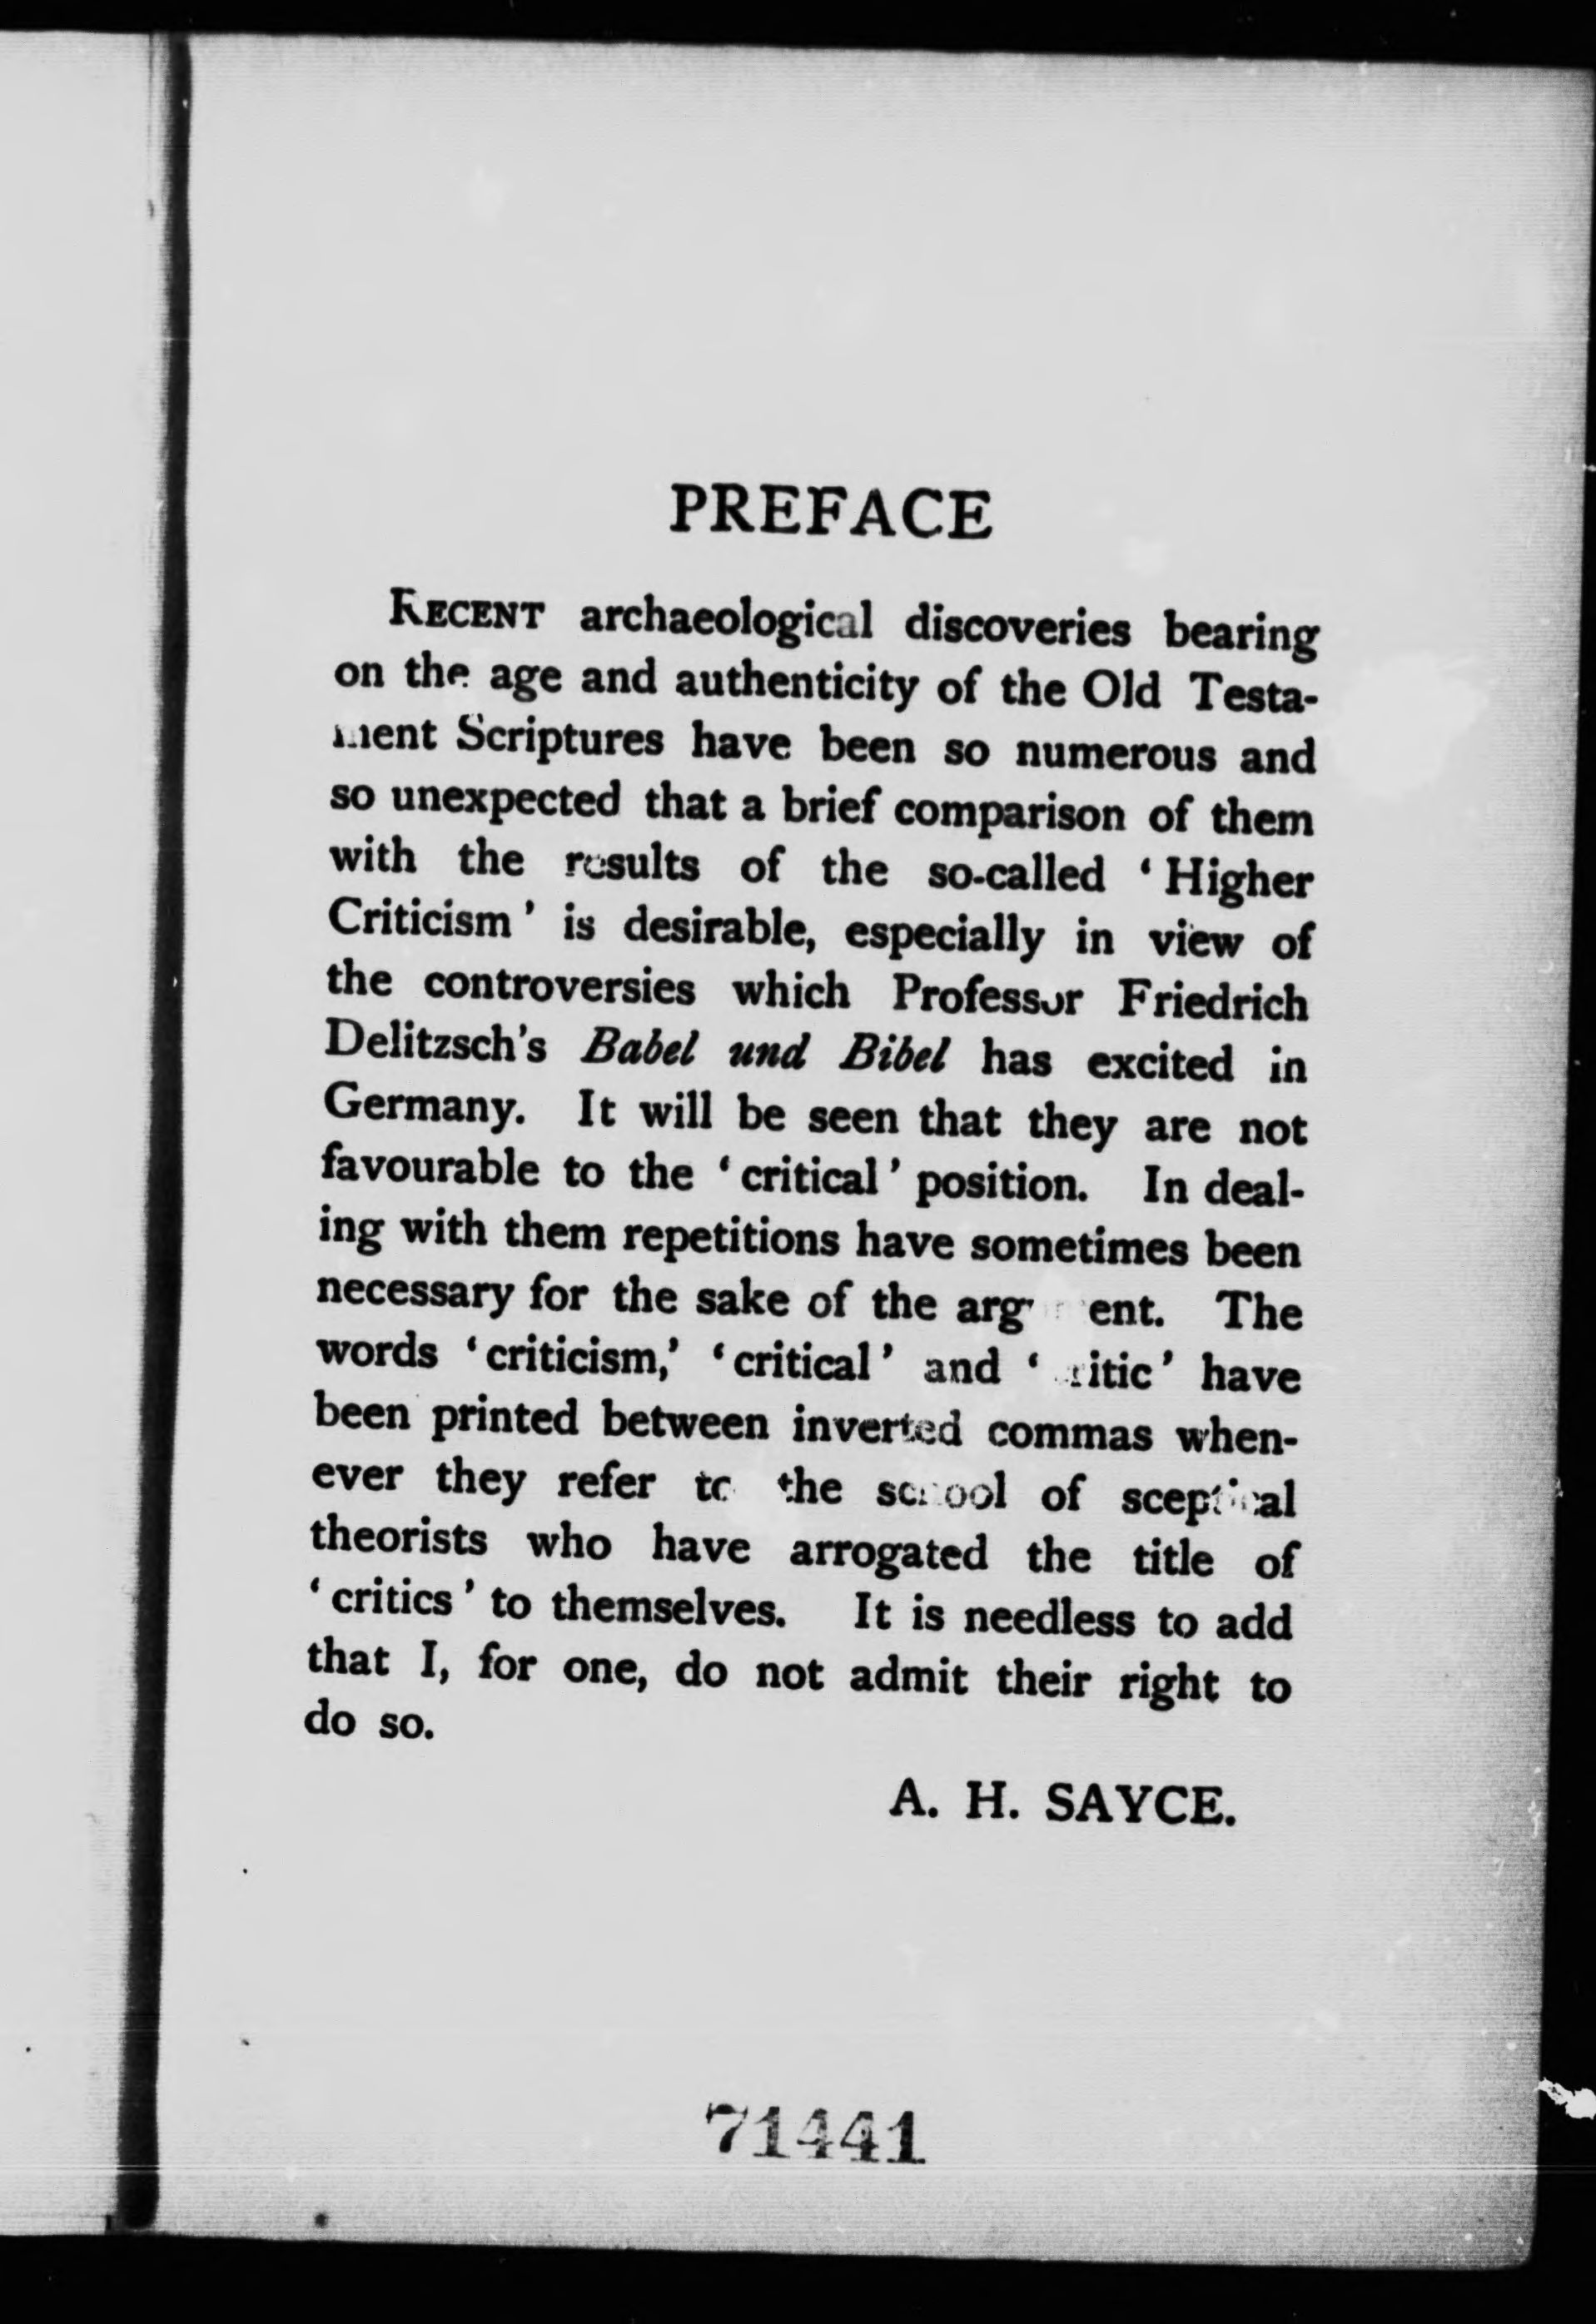 PREFACE
RECENT archaeological discoveries bearing
on the age and authenticity of the Old Testa-
ment Scriptures have been so numerous and
so unexpected that a brief comparison of them
with the results of the so-called ‘Higher
Criticism’ is desirable, especially in view of
the controversies which Professor Friedrich
Delitzsch's Babel und Bibel has excited in
Germany. It will be seen that they are not
favourable to the ‘critical’ position. In deal-
ing with them repetitions have sometimes been
necessary for the sake of the argument. The
words ‘criticism,’ ‘critical’ and ‘critic’ have
been printed between inverted commas when-
ever they refer to the school of sceptical
theorists who have arrogated the title of
‘critics’ to themselves. It is needless to add
that I, for one, do not admit their right to
do so.
A. H. SAYCE.
71441